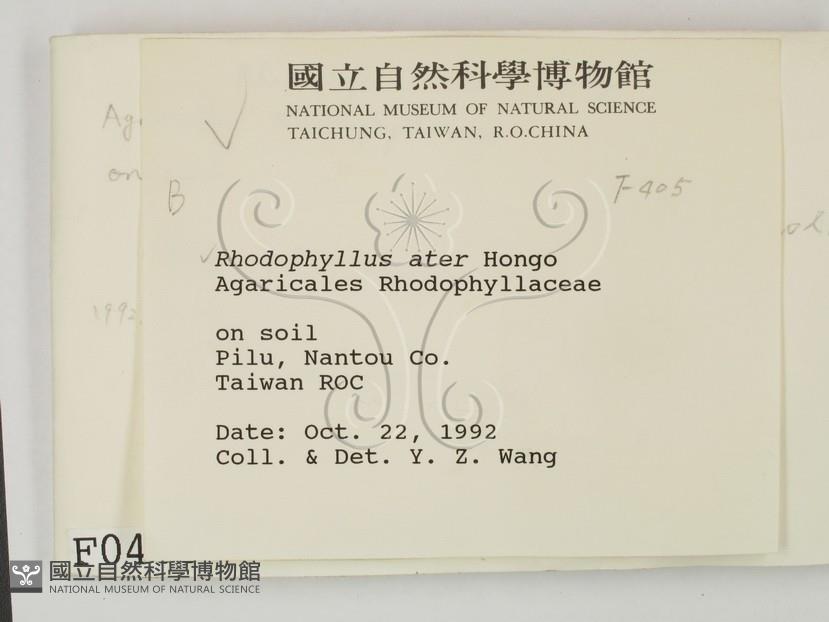 國立自然科學博物館
NATIONAL MUSEUM OF NATURAL SCIENCE
TAICHUNG, TAIWAN, R.O.CHINA
B
F-405
on
Rhodophyllus ater Hongo
Agaricales Rhodophyllaceae
on soil
1992.
Pilu, Nantou Co.
Taiwan ROC
Date: Oct. 22, 1992
Coll. & Det. Y. Z. Wang
F04
國立自然科學博物館
NATIONAL MUSEUM OF NATURAL SCIENCE